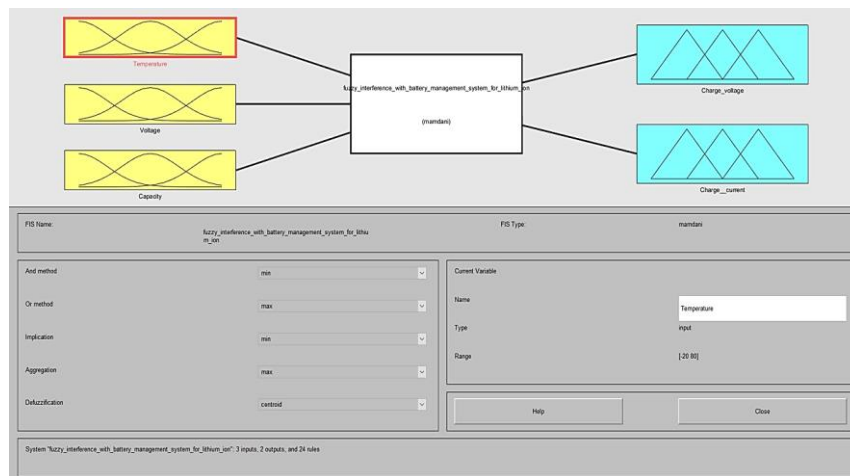 Temperature
Voltage
Capacity
fuzzy_interference_with_battery_management_system_for_lithium_ion
(mamdani)
Charge_voltage
Charge__current
FIS Name:
fuzzy_interference_with_battery_management_system_for_lithiu
m_ion
FIS Type:
mamdani
And method
min
Or method
max
Implication
min
Aggregation
max
Defuzzification
centroid
Current Variable
Name
Temperature
Type
input
Range
[-20 80]
Help
Close
System "fuzzy_interference_with_battery_management_system_for_lithium_ion": 3 inputs, 2 outputs, and 24 rules